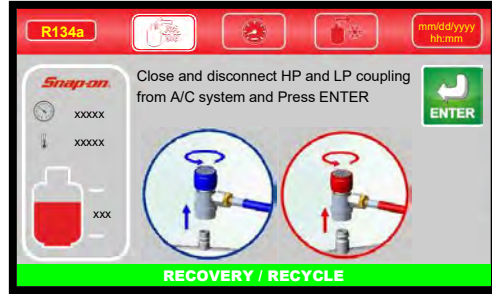 R134a
mm/dd/yyyy
hh:mm
Snap-on
Close and disconnect HP and LP coupling
from A/C system and Press ENTER
ENTER
xxxxx
xxxxx
xxx
RECOVERY / RECYCLE